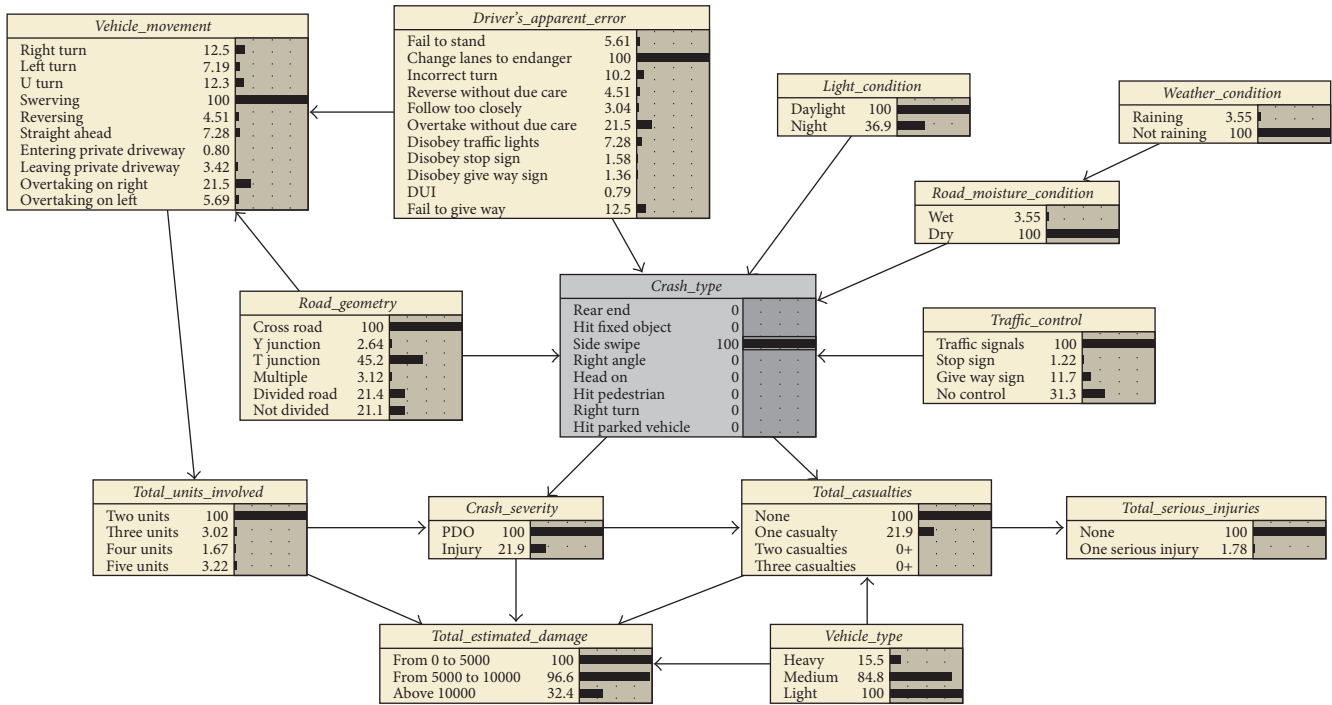 Vehicle_movement
Right turn 12.5
Left turn 7.19
U turn 12.3
Swerving 100
Reversing 4.51
Straight ahead 7.28
Entering private driveway 0.80
Leaving private driveway 3.42
Overtaking on right 21.5
Overtaking on left 5.69
Driver's_apparent_error
Fail to stand 5.61
Change lanes to endanger 100
Incorrect turn 10.2
Reverse without due care 4.51
Follow too closely 3.04
Overtake without due care 21.5
Disobey traffic lights 7.28
Disobey stop sign 1.58
Disobey give way sign 1.36
DUI 0.79
Fail to give way 12.5
Light_condition
Daylight 100
Night 36.9
Weather_condition
Raining 3.55
Not raining 100
Road_moisture_condition
Wet 3.55
Dry 100
Road_geometry
Cross road 100
Y junction 2.64
T junction 45.2
Multiple 3.12
Divided road 21.4
Not divided 21.1
Crash_type
Rear end 0
Hit fixed object 0
Side swipe 100
Right angle 0
Head on 0
Hit pedestrian 0
Right turn 0
Hit parked vehicle 0
Traffic_control
Traffic signals 100
Stop sign 1.22
Give way sign 11.7
No control 31.3
Total_units_involved
Two units 100
Three units 3.02
Four units 1.67
Five units 3.22
Crash_severity
PDO 100
Injury 21.9
Total_casualties
None 100
One casualty 21.9
Two casualties 0+
Three casualties 0+
Total_serious_injuries
None 100
One serious injury 1.78
Total_estimated_damage
From 0 to 5000 100
From 5000 to 10000 96.6
Above 10000 32.4
Vehicle_type
Heavy 15.5
Medium 84.8
Light 100